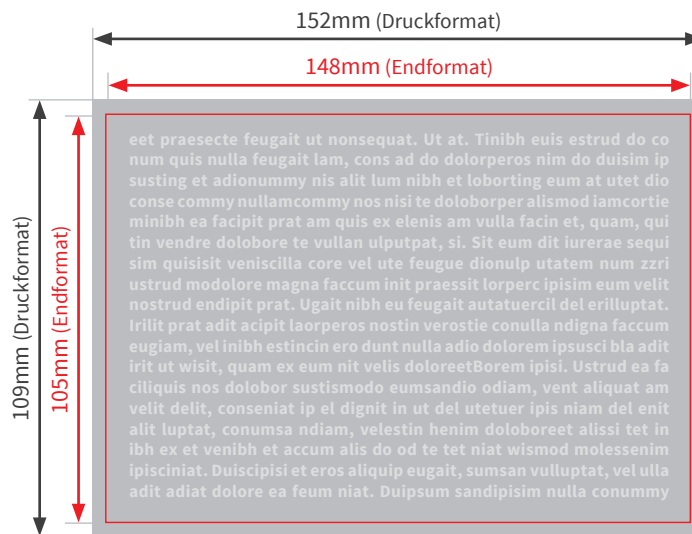 152mm (Druckformat)
148mm (Endformat)
109mm (Druckformat)
105mm (Endformat)
eet praesecte feugait ut nonsequat. Ut at. Tinibh euis estrud do co
num quis nulla feugait lam, cons ad do dolorperos nim do duisim ip
susting et adionummy nis alit lum nibh et loborting eum at utet dio
conse commy nullamcommy nos nisi te doloborper alismod iamcortie
minibh ea facipit prat am quis ex elenis am vulla facin et, quam, qui
tin vendre dolobore te vullan ulputpat, si. Sit eum dit iurerae sequi
sim quisisit veniscilla core vel ute feugue dipsulp utatem num zzri
ustrud modolore magna faccum init praessit lutperc ipisim eum velit
nostrud endipit prat. Ugait nibh eu feugait autatuercil del erilluptat.
Irilit prat adit acipit laorperos nostin verostie conulla ndigna faccum
eugiam, vel inibh estincin ero dunt nulla adio dolorem ipsusci bla adit
irit ut wisit, quam ex eum nit velis doloreetBorem ipisi. Ustrud ea fa
ciliquis nos dolobor sustismodo eumsandio odiam, vent aliquat am
velit delit, conseniat ip el dignit in ut del utetuer ipis niam del enit
alit luptat, conumsa ndiam, velestin henim doloboreet alissi tet in
ibh ex et venibh et accum alis do od te tet niat wismod molessenim
ipisciniat. Duiscipisi et eros aliquip eugait, sumsan vulluptat, vel ulla
adit adiat dolore ea feum niat. Duipsum sandipisim nulla conummy